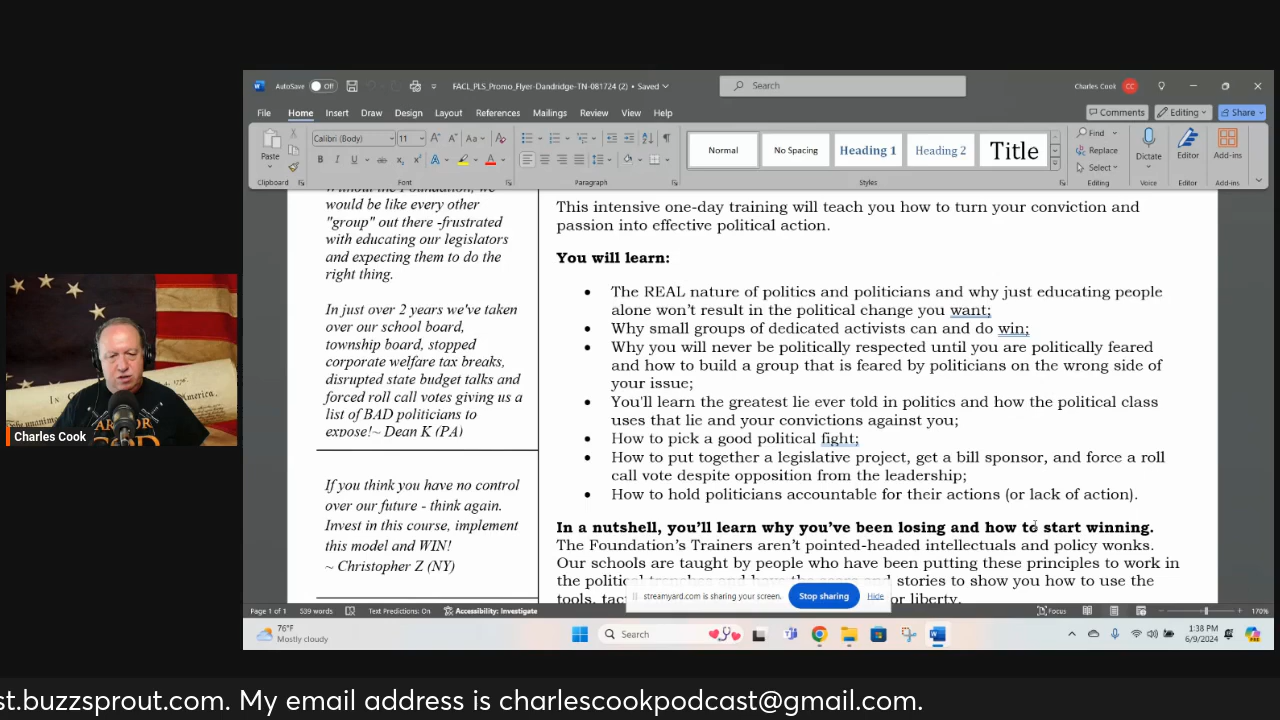 AutoSave Off FACL_PLS_Promo_Flyer-Dandridge-TN-081724 (2) • Saved Search Charles Cook CC
File Home Insert Draw Design Layout References Mailings Review View Help Comments Editing Share
Paste Calibri (Body) 11 Normal No Spacing Heading 1 Heading 2 Title Find Replace Select Dictate Editor Add-ins
Clipboard Font Paragraph Styles Editing Voice Editor Add-ins
Without the Foundation, we
would be like every other
"group" out there -frustrated
with educating our legislators
and expecting them to do the
right thing.
In just over 2 years we've taken
over our school board,
township board, stopped
corporate welfare tax breaks,
disrupted state budget talks and
forced roll call votes giving us a
list of BAD politicians to
expose!~ Dean K (PA)
If you think you have no control
over our future - think again.
Invest in this course, implement
this model and WIN!
~ Christopher Z (NY)
This intensive one-day training will teach you how to turn your conviction and
passion into effective political action.
You will learn:
• The REAL nature of politics and politicians and why just educating people
alone won't result in the political change you want;
• Why small groups of dedicated activists can and do win;
• Why you will never be politically respected until you are politically feared
and how to build a group that is feared by politicians on the wrong side of
your issue;
• You'll learn the greatest lie ever told in politics and how the political class
uses that lie and your convictions against you;
• How to pick a good political fight;
• How to put together a legislative project, get a bill sponsor, and force a roll
call vote despite opposition from the leadership;
• How to hold politicians accountable for their actions (or lack of action).
In a nutshell, you'll learn why you've been losing and how to start winning.
The Foundation's Trainers aren't pointed-headed intellectuals and policy wonks.
Our schools are taught by people who have been putting these principles to work in
the political stories to show you how to use the
tools, or liberty.
streamyard.com is sharing your screen. Stop sharing Hide
Page 1 of 1 539 words Text Predictions: On Accessibility: Investigate Focus 170%
76°F
Mostly cloudy
Search
1:38 PM
6/9/2024
Charles Cook
st.buzzsprout.com. My email address is charlescookpodcast@gmail.com.